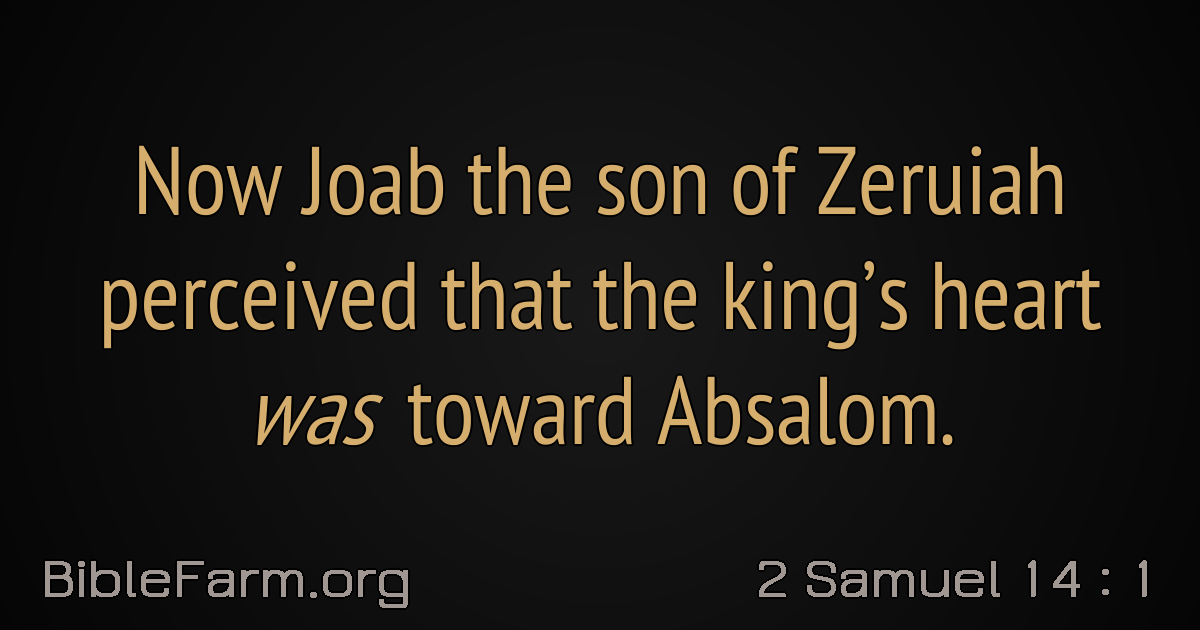 Now Joab the son of Zeruiah
perceived that the king’s heart
was toward Absalom.
BibleFarm.org
2 Samuel 14 : 1